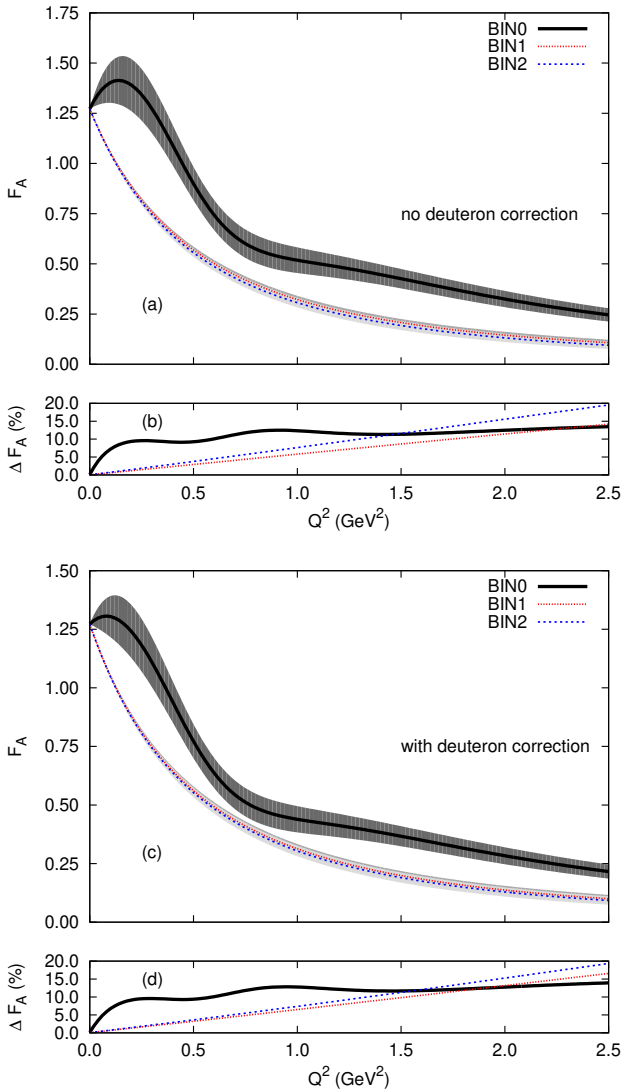 1.75
1.50
1.25
1.00
0.75
0.50
0.25
0.00
F_A
BIN0
BIN1
BIN2
no deuteron correction
(a)
20.0
15.0
10.0
5.0
0.0
Δ F_A (%)
(b)
0.0 0.5 1.0 1.5 2.0 2.5
Q^2 (GeV^2)
1.50
1.25
1.00
0.75
0.50
0.25
0.00
F_A
BIN0
BIN1
BIN2
with deuteron correction
(c)
20.0
15.0
10.0
5.0
0.0
Δ F_A (%)
(d)
0.0 0.5 1.0 1.5 2.0 2.5
Q^2 (GeV^2)